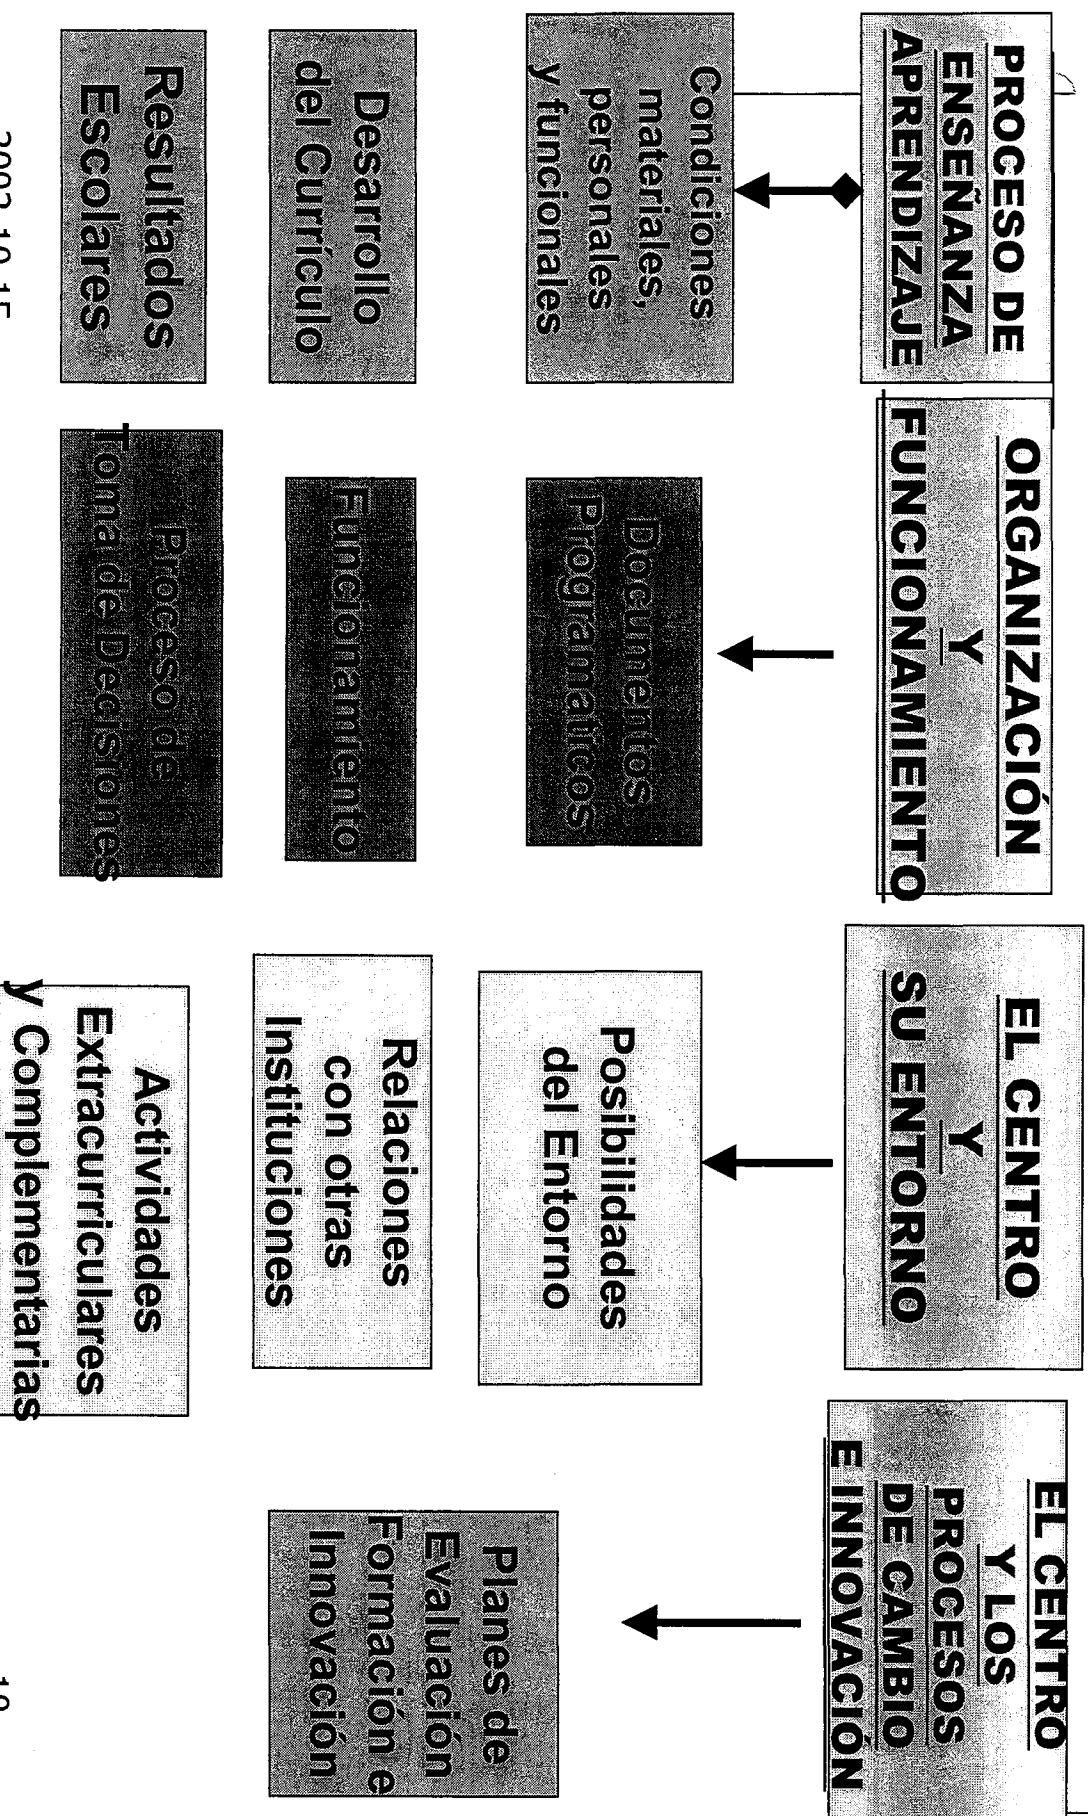 PROCESO DE
ENSEÑANZA
APRENDIZAJE
Condiciones
materiales,
personales
y funcionales
Desarrollo
del Currículo
Resultados
Escolares
ORGANIZACIÓN
Y
FUNCIONAMIENTO
Documentos
Programaticos
Funcionamiento
Proceso de
Toma de Decisiones
EL CENTRO
Y
SU ENTORNO
Posibilidades
del Entorno
Relaciones
con otras
Instituciones
Actividades
Extracurriculares
y Complementarias
EL CENTRO
Y LOS
PROCESOS
DE CAMBIO
E INNOVACIÓN
Planes de
Evaluación
Formación e
Innovación